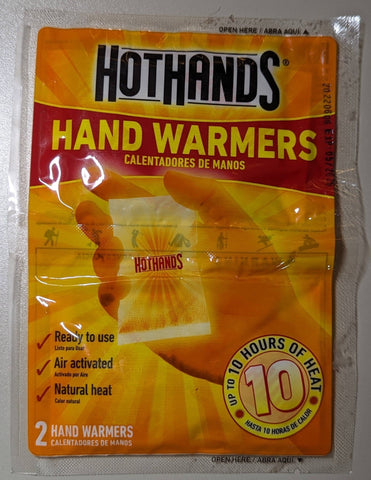 OPEN HERE / ABRA AQUÍ ▲
HOTHANDS®
HAND WARMERS
CALENTADORES DE MANOS
HOTHANDS
✓ Ready to use
Listo para Usar
✓ Air activated
Activado por Aire
✓ Natural heat
Calor natural
UP TO 10 HOURS OF HEAT
10
HASTA 10 HORAS DE CALOR
2 HAND WARMERS
CALENTADORES DE MANOS
OPEN HERE / ABRA AQUÍ